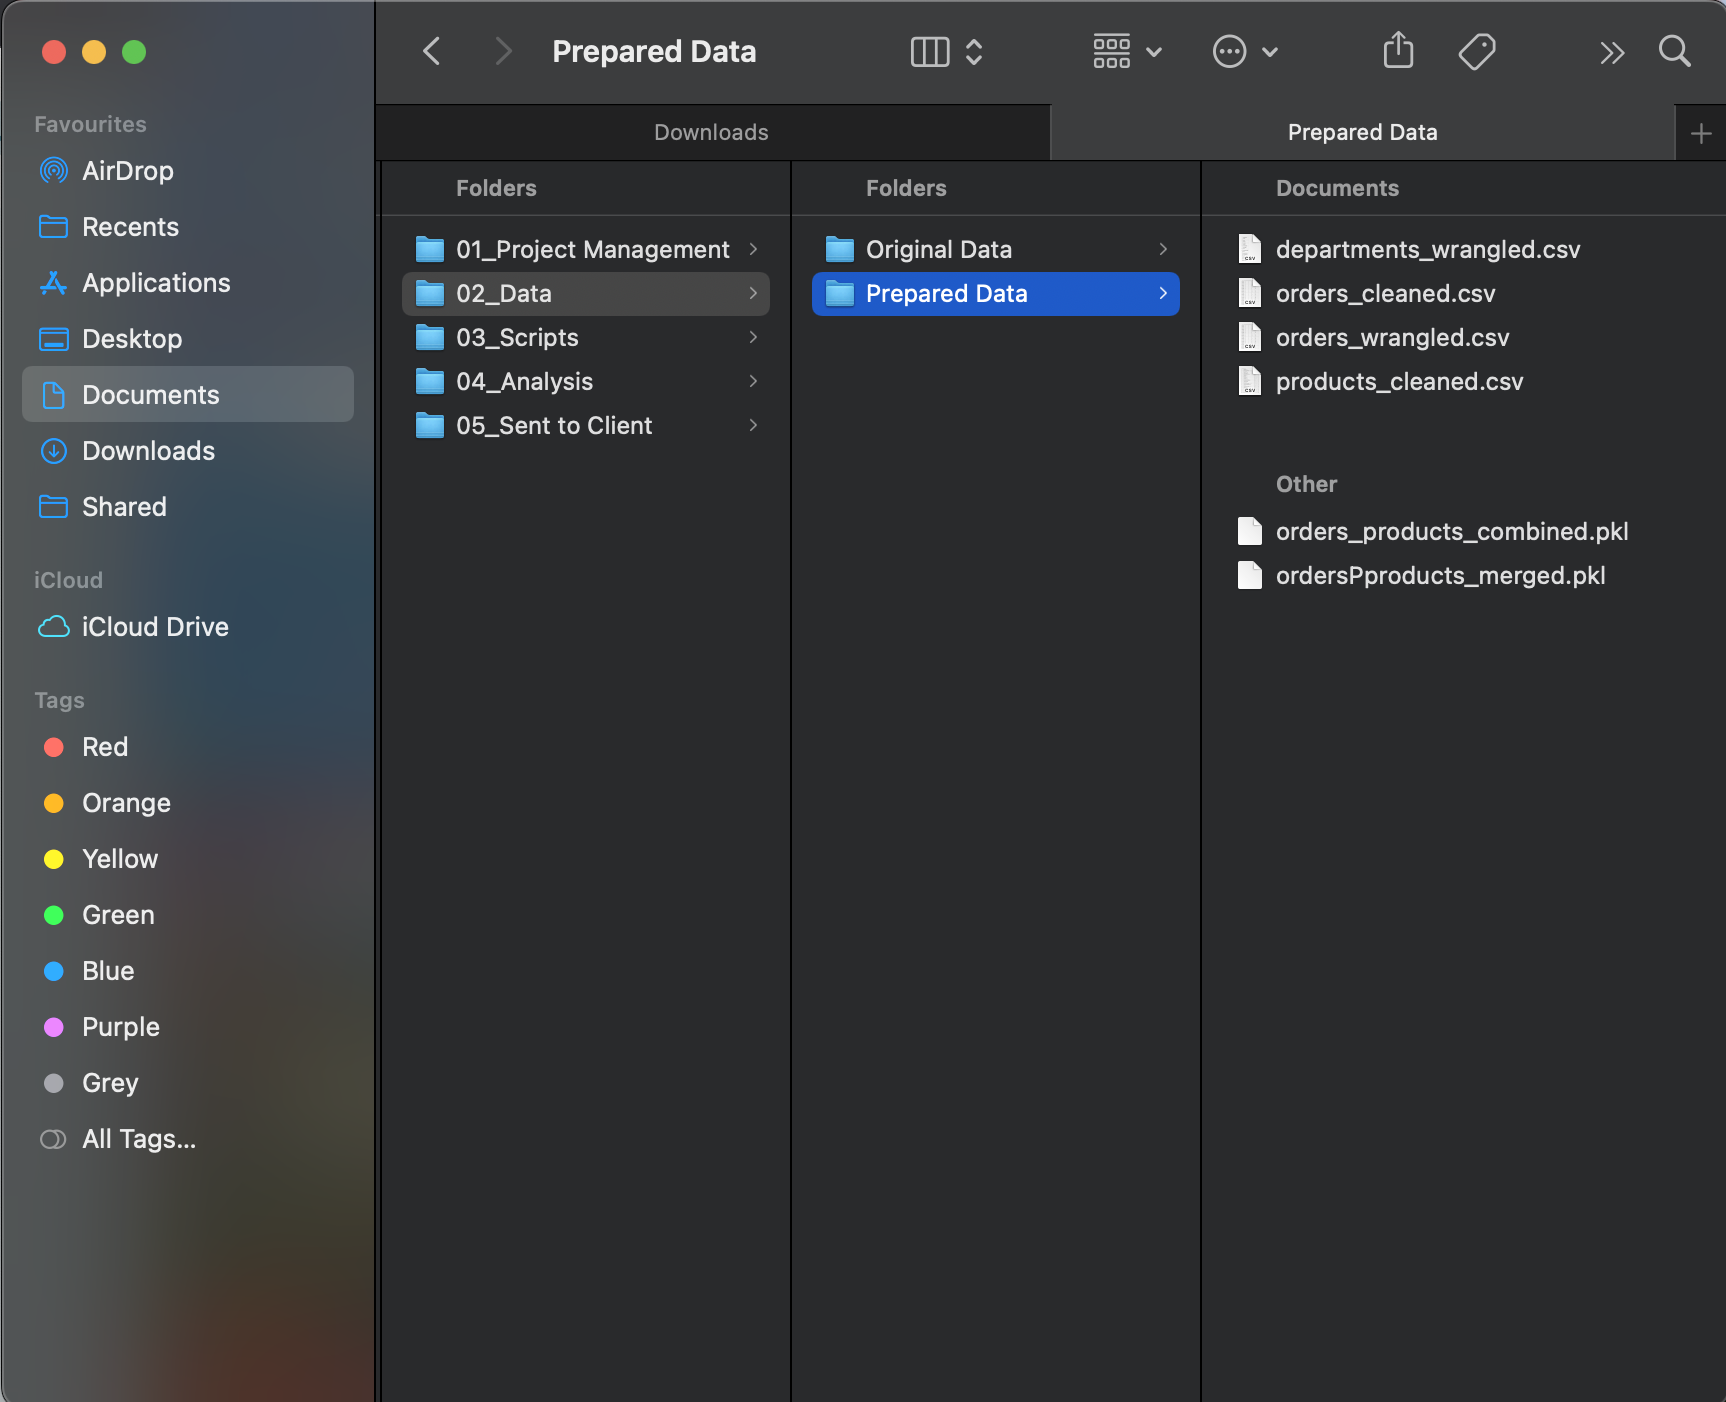 Prepared Data
Downloads
Prepared Data
Favourites
AirDrop
Recents
Applications
Desktop
Documents
Downloads
Shared
iCloud
iCloud Drive
Tags
Red
Orange
Yellow
Green
Blue
Purple
Grey
All Tags...
Folders
01_Project Management
02_Data
03_Scripts
04_Analysis
05_Sent to Client
Folders
Original Data
Prepared Data
Documents
departments_wrangled.csv
orders_cleaned.csv
orders_wrangled.csv
products_cleaned.csv
Other
orders_products_combined.pkl
ordersPproducts_merged.pkl